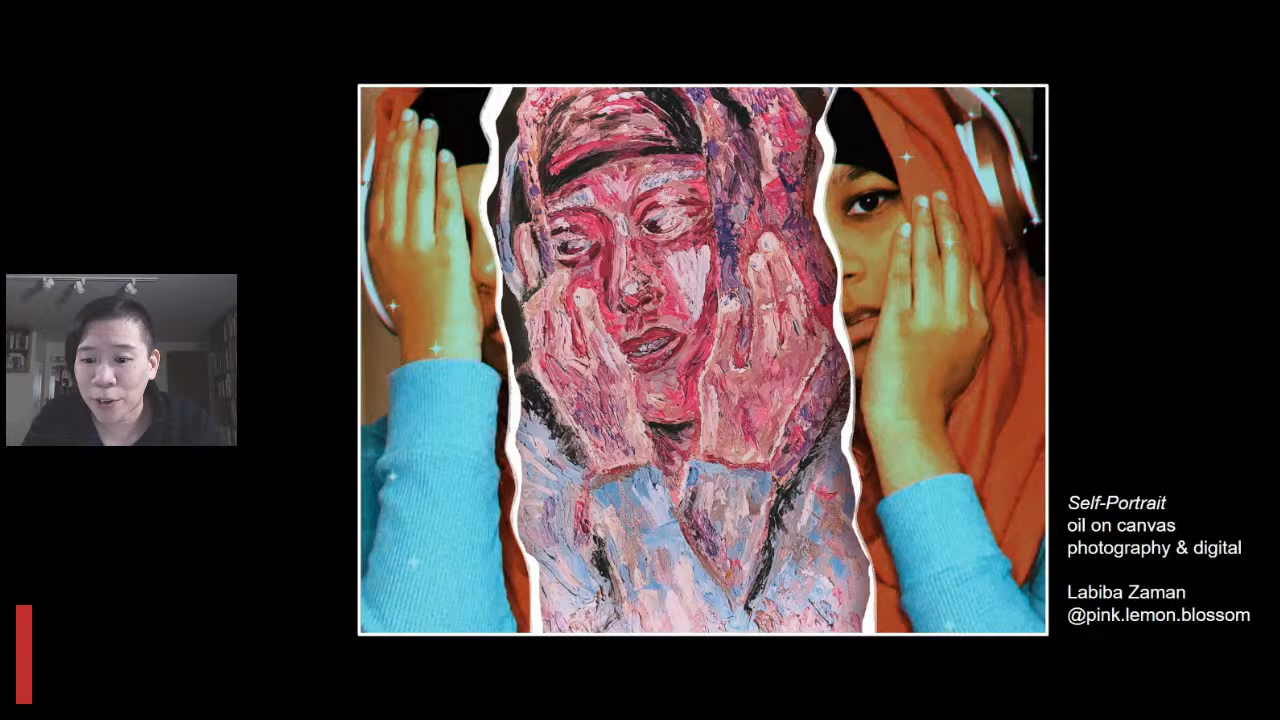 Self-Portrait
oil on canvas
photography & digital
Labiba Zaman
@pink.lemon.blossom